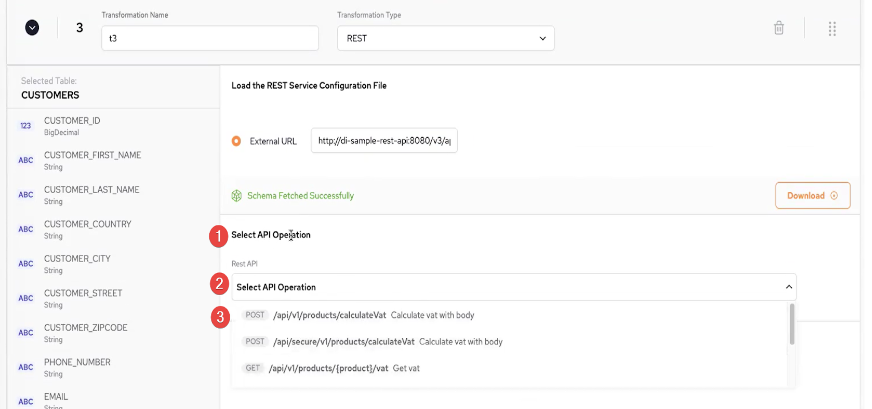 Transformation Name
Transformation Type
3
t3
REST
Selected Table:
CUSTOMERS
123
CUSTOMER_ID
BigDecimal
ABC
CUSTOMER_FIRST_NAME
String
ABC
CUSTOMER_LAST_NAME
String
ABC
CUSTOMER_COUNTRY
String
ABC
CUSTOMER_CITY
String
ABC
CUSTOMER_STREET
String
ABC
CUSTOMER_ZIPCODE
String
ABC
PHONE_NUMBER
String
ABC
EMAIL
String
Load the REST Service Configuration File
External URL
http://di-sample-rest-api:8080/v3/a
Schema Fetched Successfully
Download
1
Select API Operation
Rest API
2
Select API Operation
3
POST /api/v1/products/calculateVat Calculate vat with body
POST /api/secure/v1/products/calculateVat Calculate vat with body
GET /api/v1/products/{product}/vat Get vat